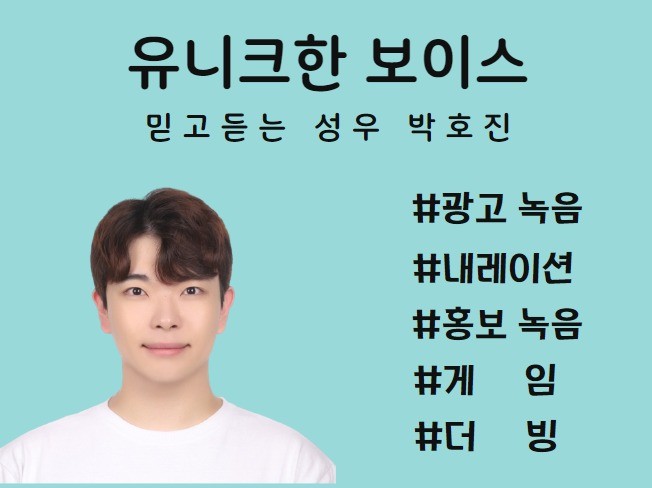 유니크한 보이스
믿고듣는 성우 박호진
#광고 녹음
#내레이션
#홍보 녹음
#게 임
#더 빙